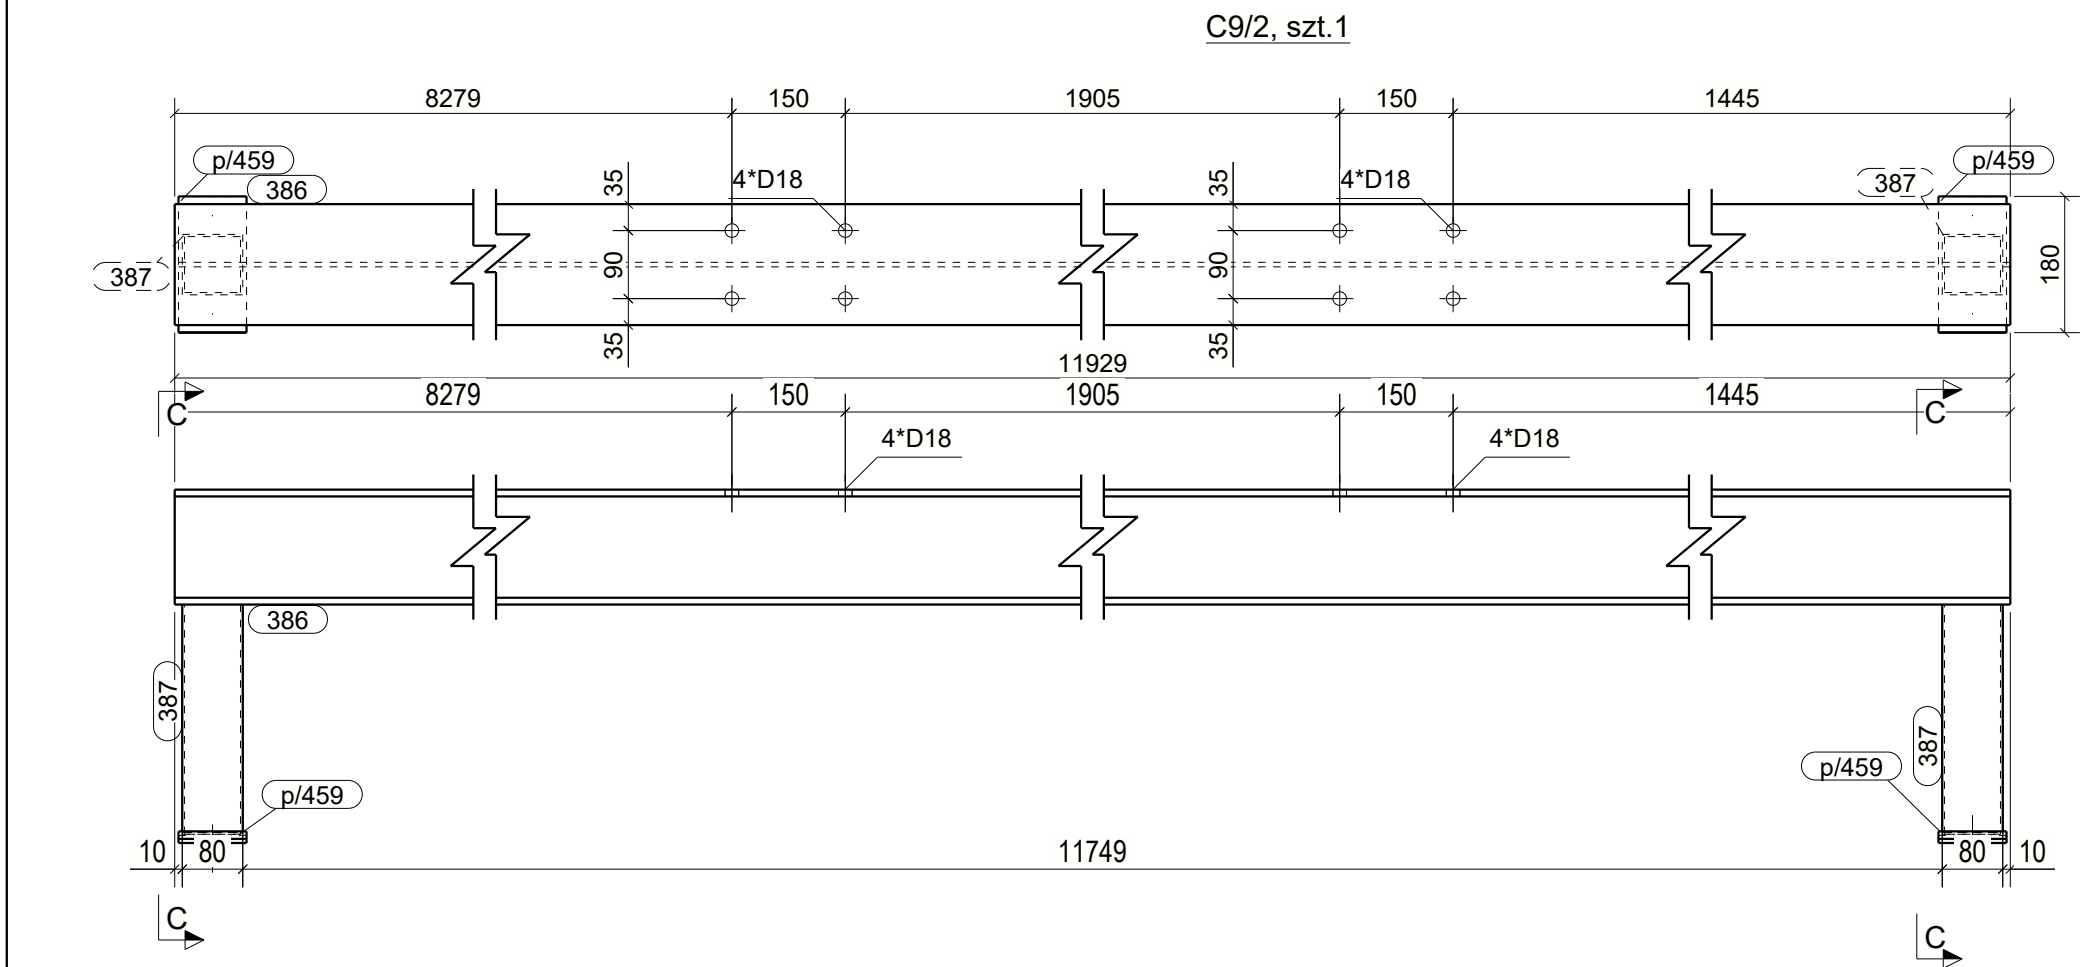 C9/2, szt.1
8279 150 1905 150 1445
p/459 p/459
386 35 4*D18 35 4*D18 387
387 90 90 180
35 35
11929
8279 150 1905 150 1445
C C
4*D18 4*D18
386
387 387
p/459 p/459
10 80 11749 80 10
C C